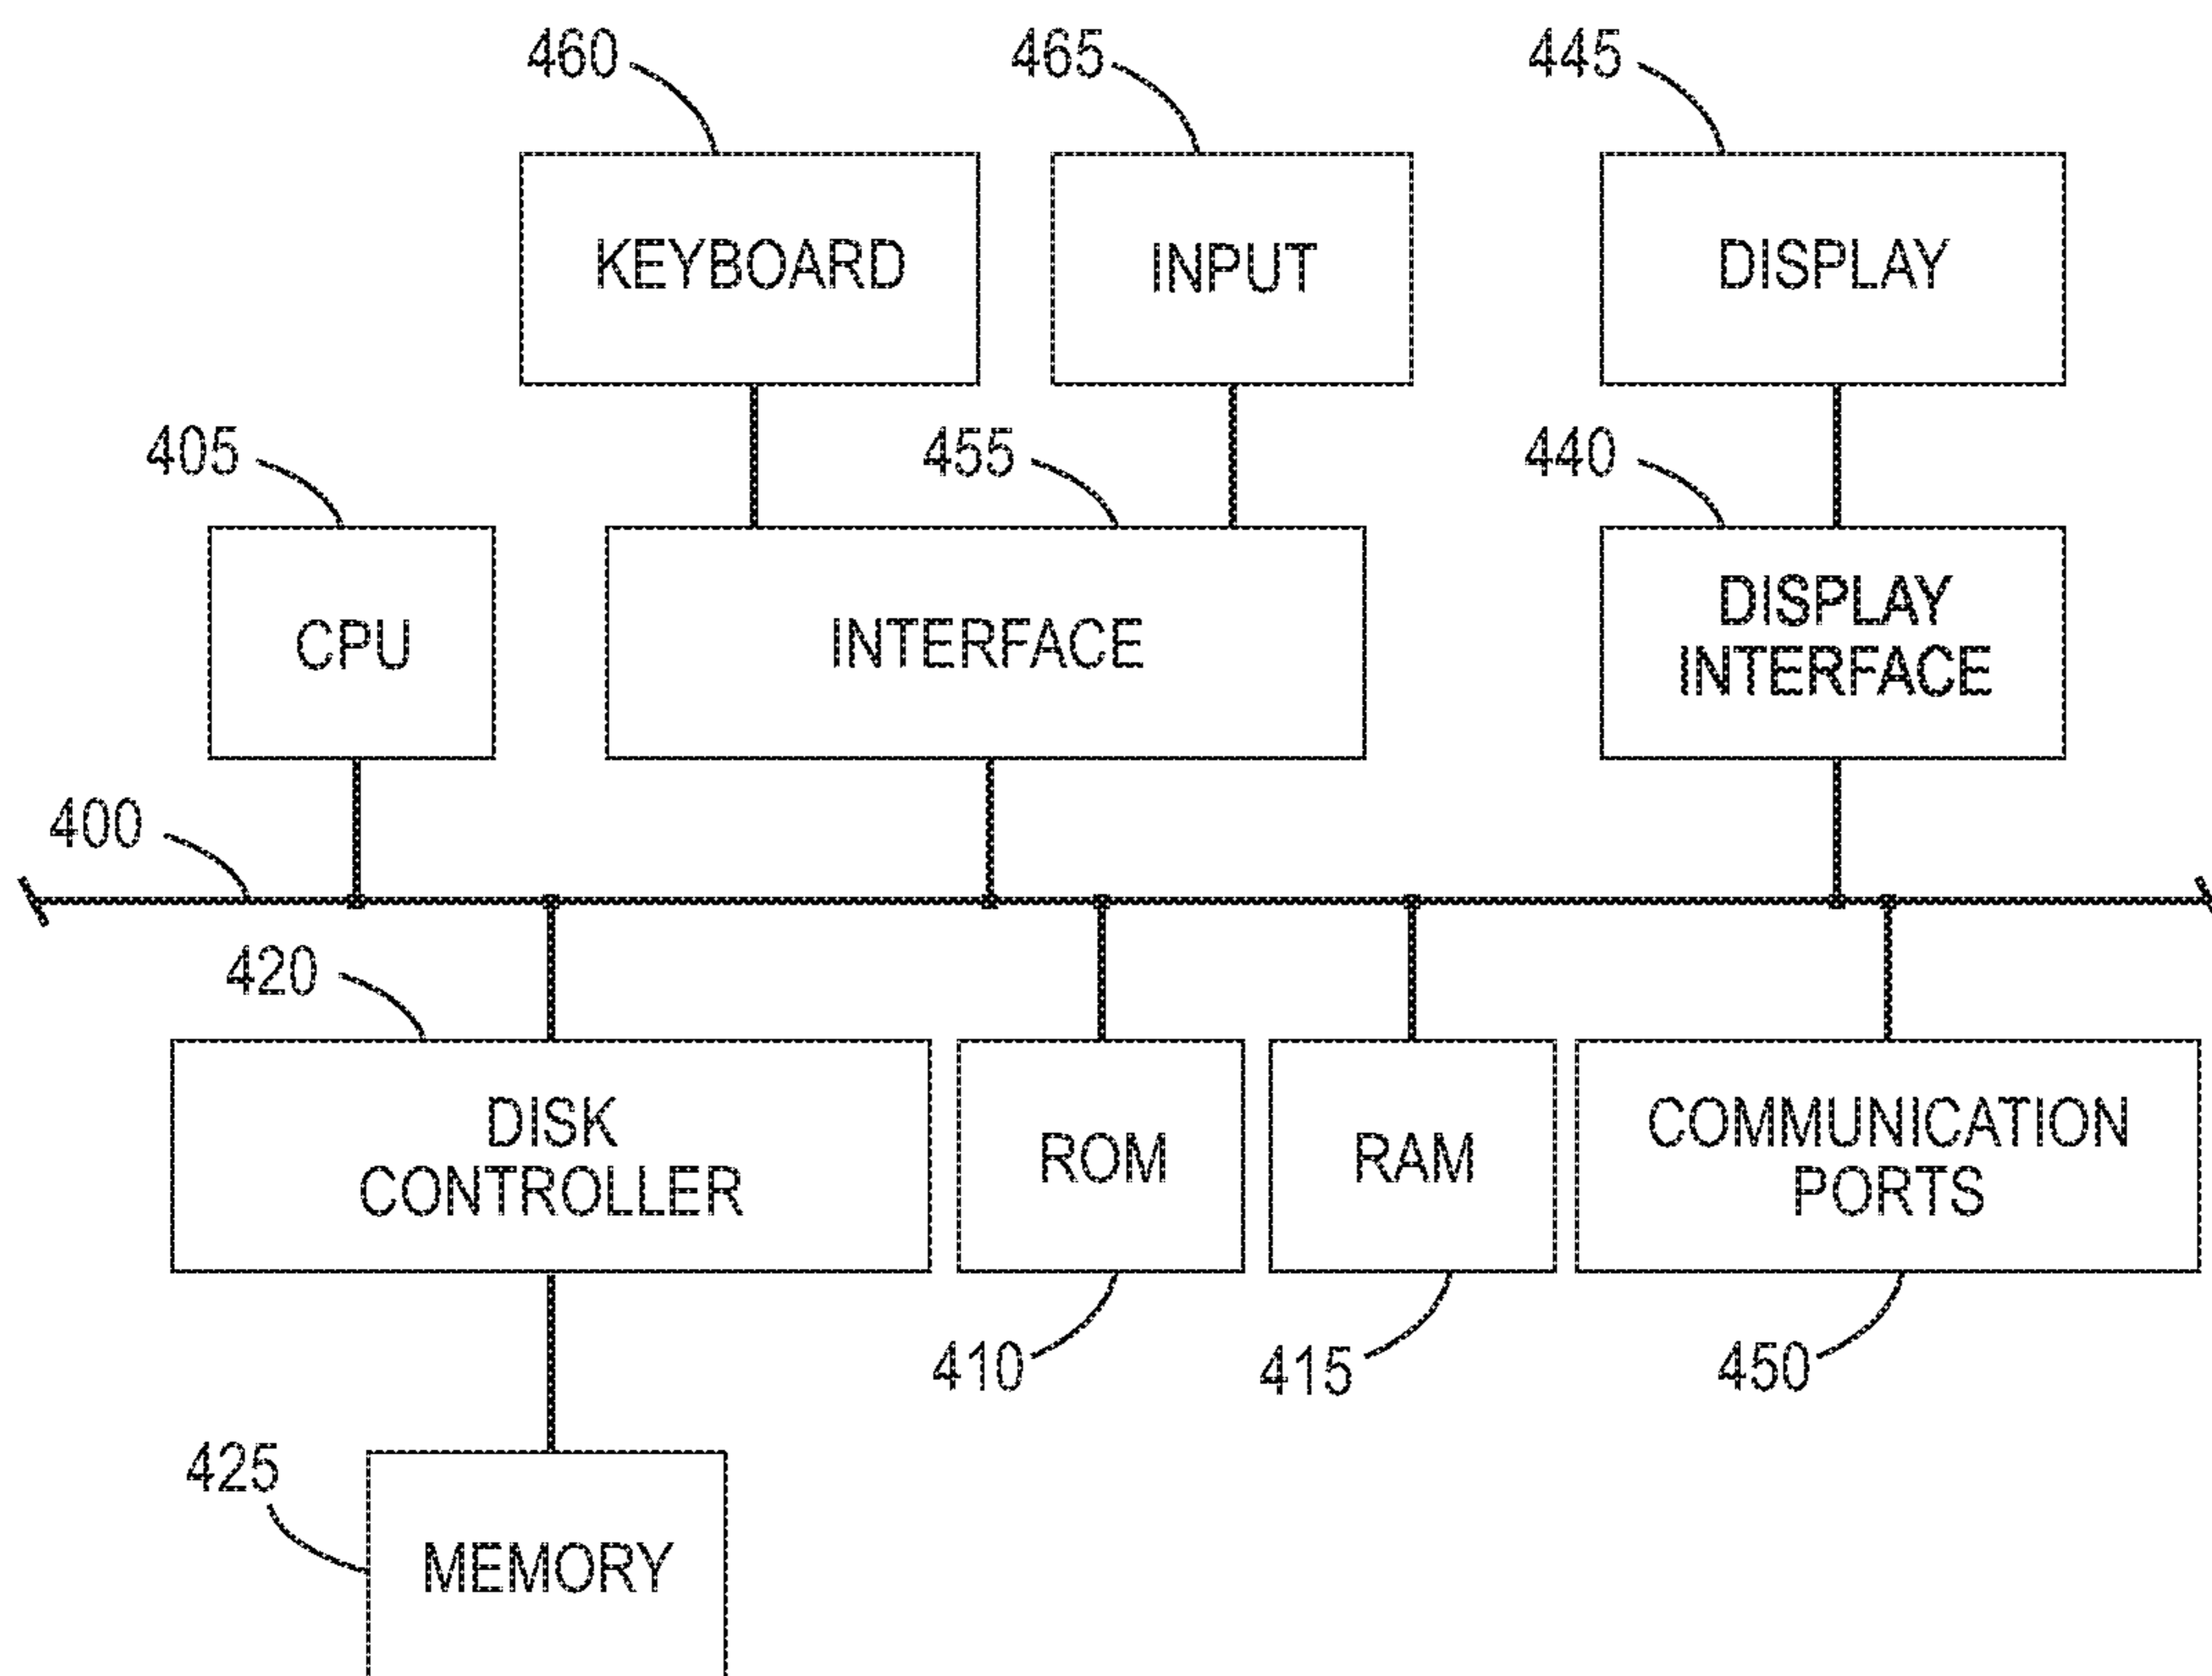 460
465
445
KEYBOARD
INPUT
DISPLAY
405
455
440
CPU
INTERFACE
DISPLAY
INTERFACE
400
420
DISK
CONTROLLER
ROM
RAM
COMMUNICATION
PORTS
410
415
450
425
MEMORY